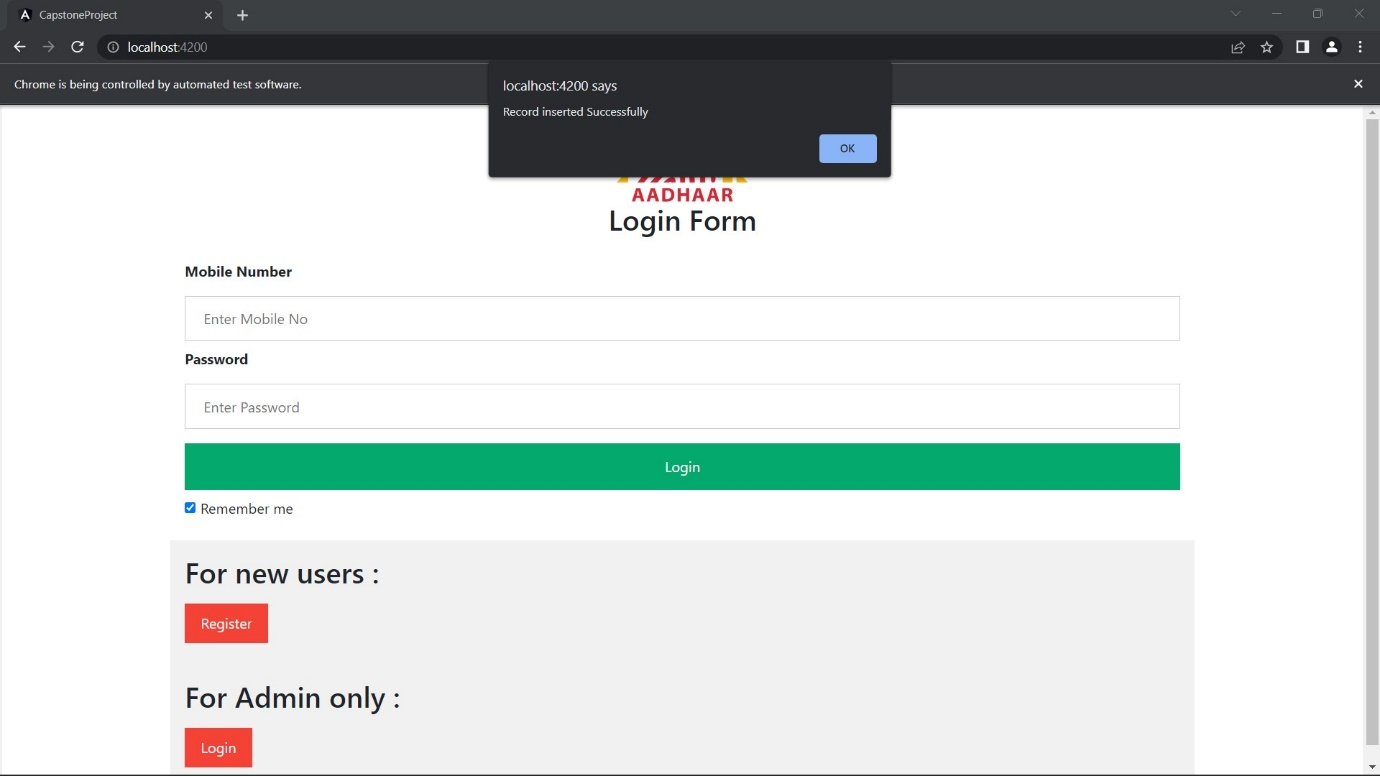 CapstoneProject
localhost:4200
Chrome is being controlled by automated test software.
localhost:4200 says
Record inserted Successfully
OK
AADHAAR
Login Form
Mobile Number
Enter Mobile No
Password
Enter Password
Login
Remember me
For new users :
Register
For Admin only :
Login